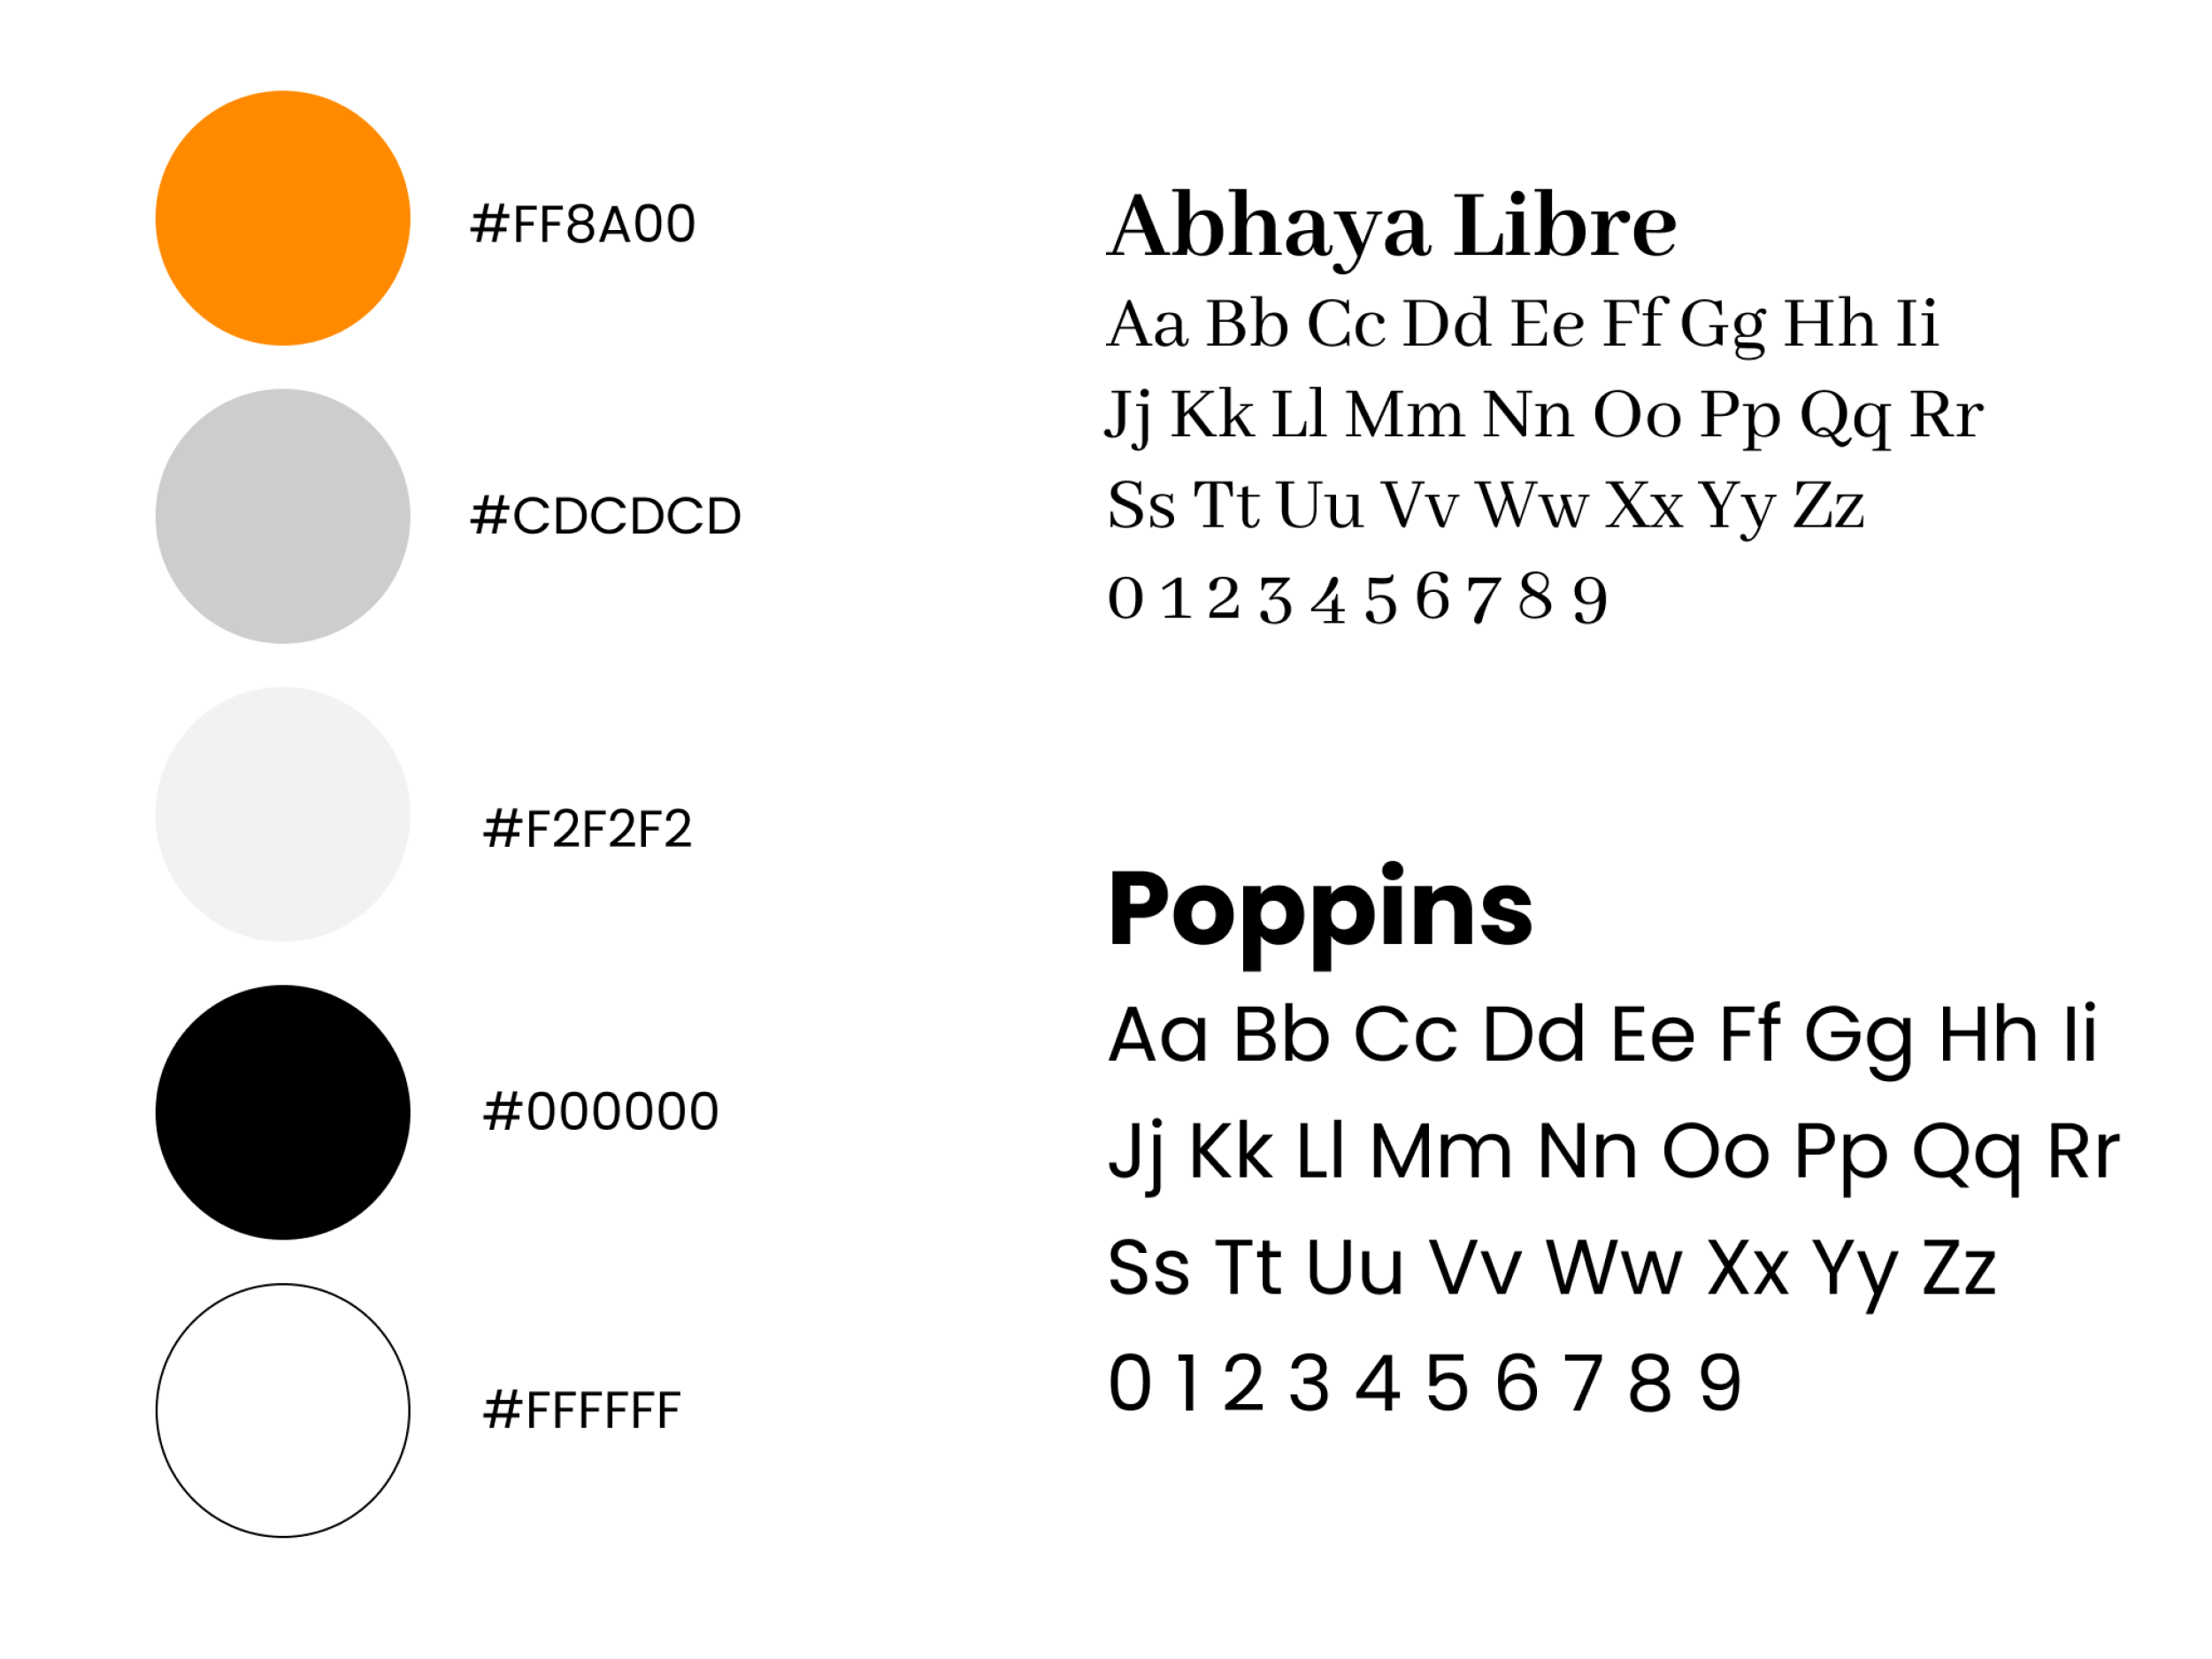 #FF8A00
#CDCDCD
#F2F2F2
#000000
#FFFFFF
Abhaya Libre
Aa Bb Cc Dd Ee Ff Gg Hh Ii
Jj Kk Ll Mm Nn Oo Pp Qq Rr
Ss Tt Uu Vv Ww Xx Yy Zz
0 1 2 3 4 5 6 7 8 9
Poppins
Aa Bb Cc Dd Ee Ff Gg Hh Ii
Jj Kk Ll Mm Nn Oo Pp Qq Rr
Ss Tt Uu Vv Ww Xx Yy Zz
0 1 2 3 4 5 6 7 8 9